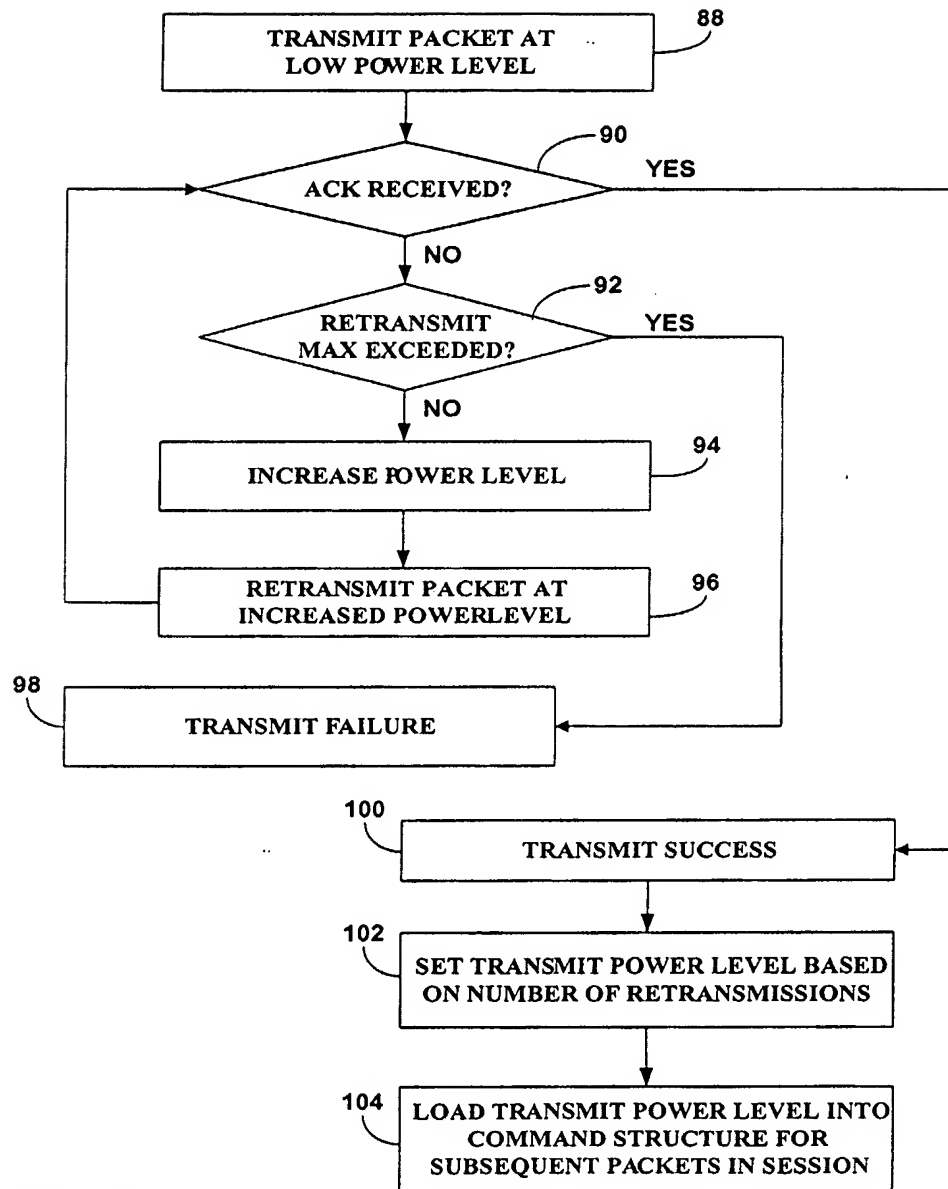 TRANSMIT PACKET AT
LOW POWER LEVEL
88
90
ACK RECEIVED?
YES
NO
92
RETRANSMIT
MAX EXCEEDED?
YES
NO
94
INCREASE POWER LEVEL
96
RETRANSMIT PACKET AT
INCREASED POWERLEVEL
98
TRANSMIT FAILURE
100
TRANSMIT SUCCESS
102
SET TRANSMIT POWER LEVEL BASED
ON NUMBER OF RETRANSMISSIONS
104
LOAD TRANSMIT POWER LEVEL INTO
COMMAND STRUCTURE FOR
SUBSEQUENT PACKETS IN SESSION